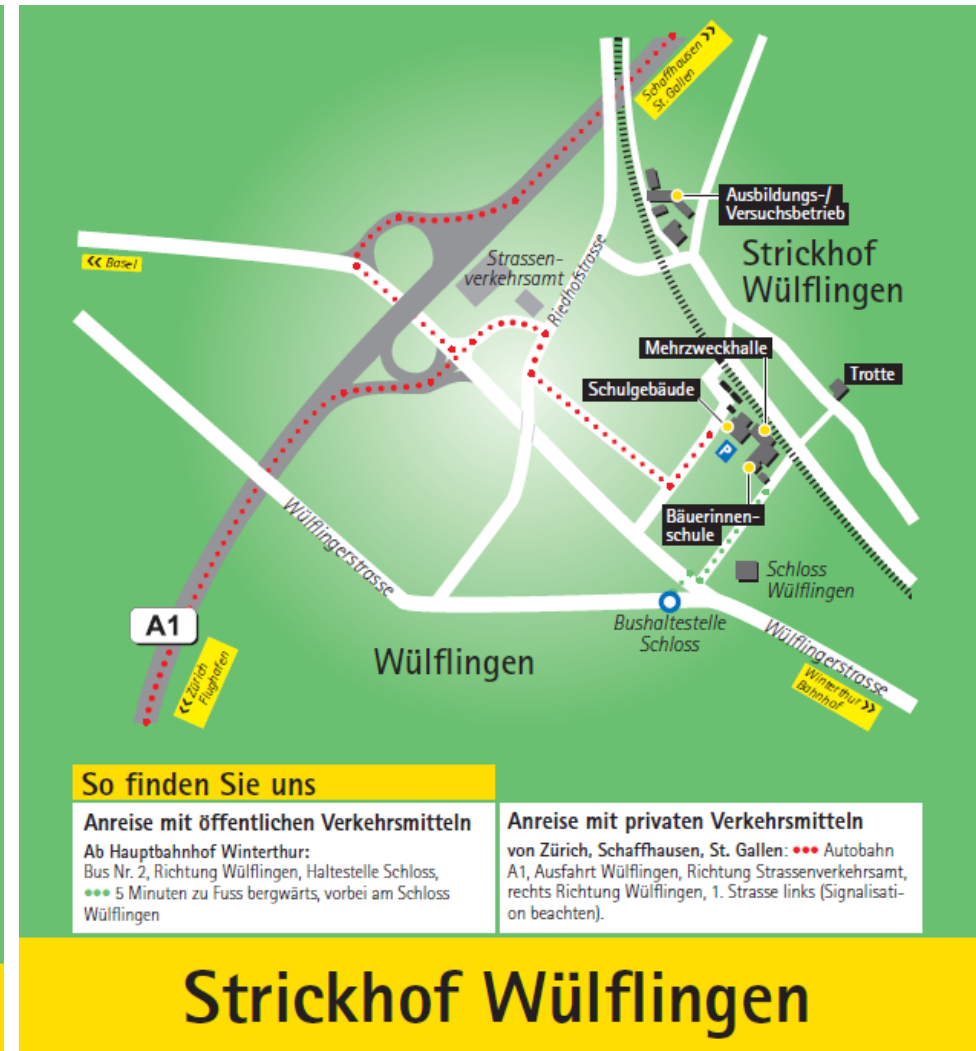 Schaffhausen >>
St. Gallen
Ausbildungs-/
Versuchsbetrieb
Strickhof
Wülflingen
<< Basel
Strassen-
verkehrsamt
Riedhofstrasse
Mehrzweckhalle
Schulgebäude
Trotte
P
Bäuerinnen-
schule
Wülflingerstrasse
Schloss
Wülflingen
A1
Bushaltestelle
Schloss
Wülflingen
Wülflingerstrasse
<< Zürich
Flughafen
Winterthur >>
Bahnhof
So finden Sie uns
Anreise mit öffentlichen Verkehrsmitteln
Ab Hauptbahnhof Winterthur:
Bus Nr. 2, Richtung Wülflingen, Haltestelle Schloss,
••• 5 Minuten zu Fuss bergwärts, vorbei am Schloss
Wülflingen
Anreise mit privaten Verkehrsmitteln
von Zürich, Schaffhausen, St. Gallen: ••• Autobahn
A1, Ausfahrt Wülflingen, Richtung Strassenverkehrsamt,
rechts Richtung Wülflingen, 1. Strasse links (Signalisati-
on beachten).
Strickhof Wülflingen